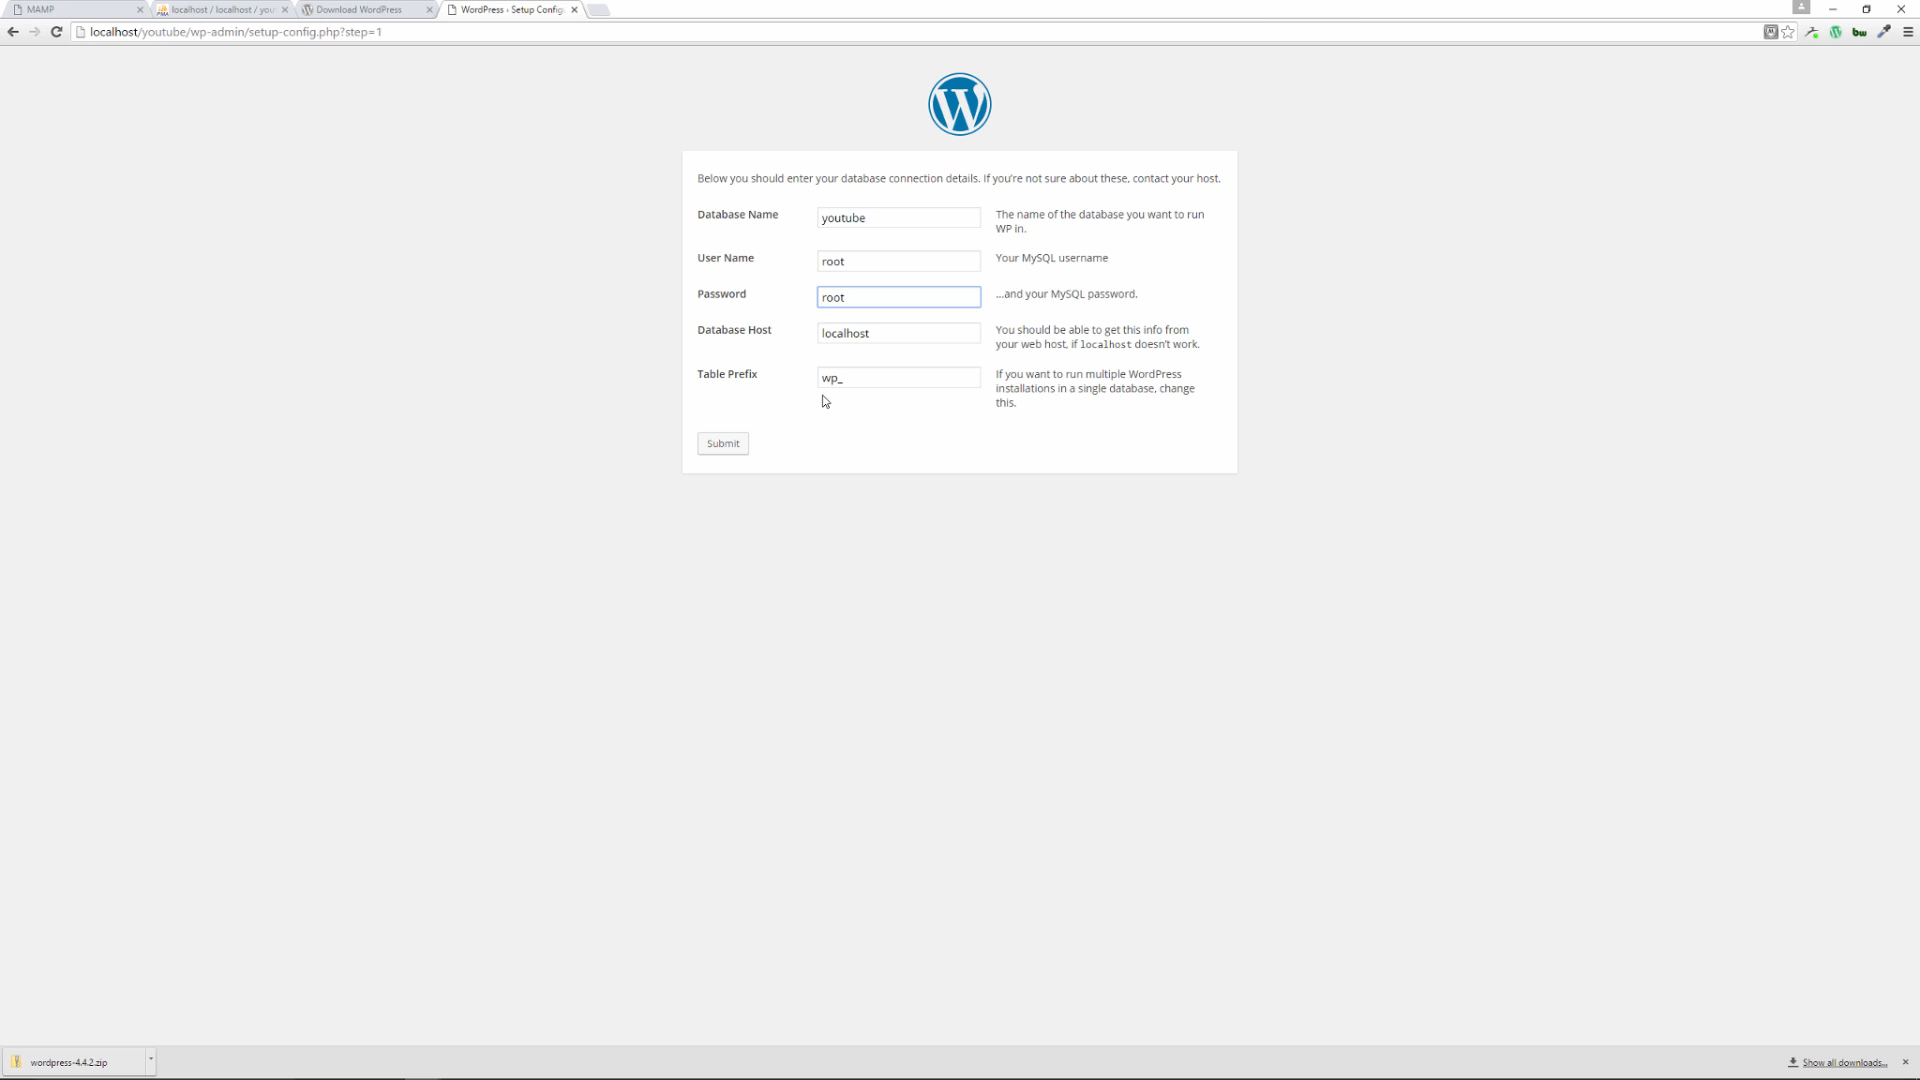 MAMP
localhost / localhost / you
Download WordPress
WordPress › Setup Config
localhost/youtube/wp-admin/setup-config.php?step=1
bw
W
Below you should enter your database connection details. If you're not sure about these, contact your host.
Database Name
youtube
The name of the database you want to run
WP in.
User Name
root
Your MySQL username
Password
root
...and your MySQL password.
Database Host
localhost
You should be able to get this info from
your web host, if localhost doesn't work.
Table Prefix
wp_
If you want to run multiple WordPress
installations in a single database, change
this.
Submit
wordpress-4.4.2.zip
Show all downloads...